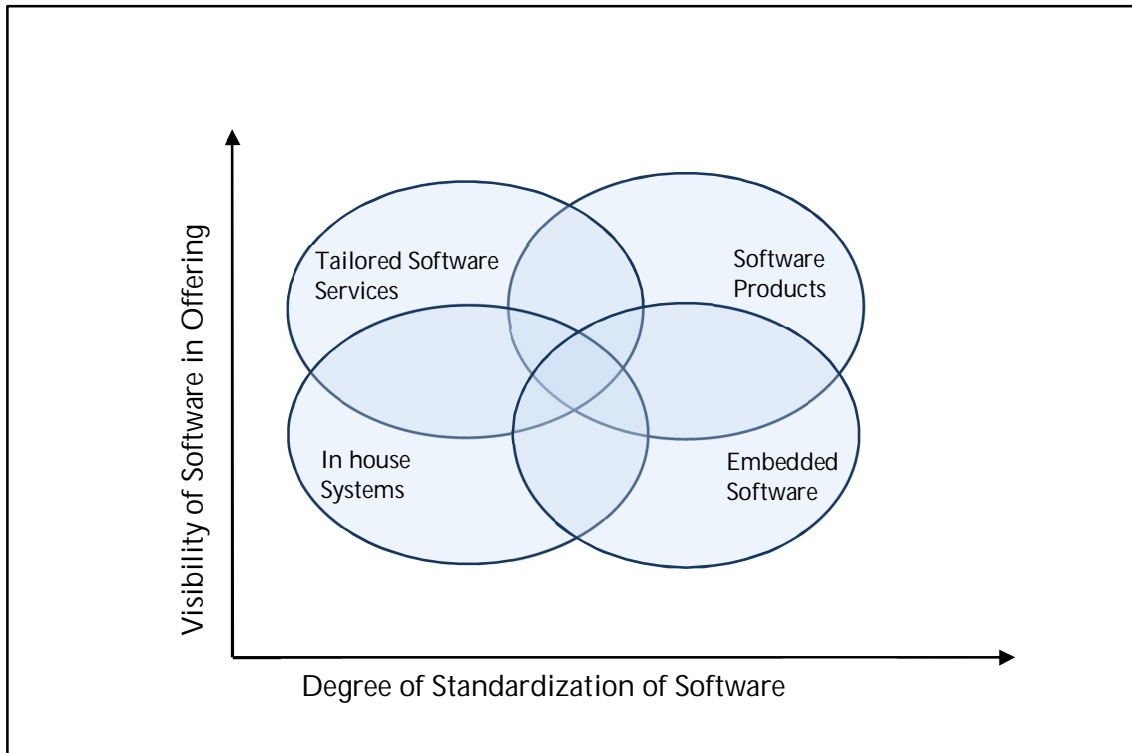 Tailored Software
Services
Software
Products
In house
Systems
Embedded
Software
Visibility of Software in Offering
Degree of Standardization of Software